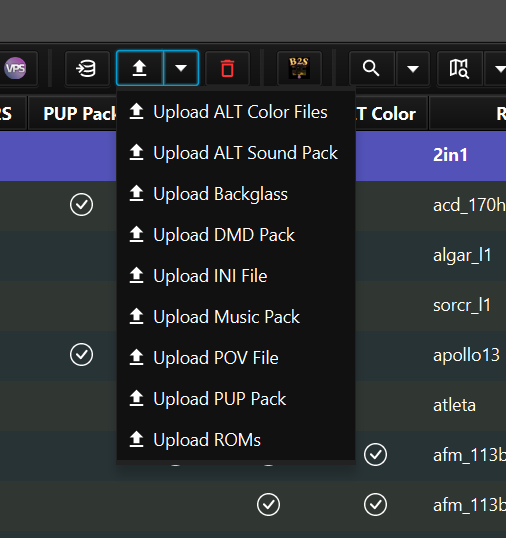 VPS
B2S
2S PUP Pack ALT Color R
Upload ALT Color Files
Upload ALT Sound Pack
Upload Backglass
Upload DMD Pack
Upload INI File
Upload Music Pack
Upload POV File
Upload PUP Pack
Upload ROMs
2in1
acd_170h
algar_l1
sorcr_l1
apollo13
atleta
afm_113b
afm_113b